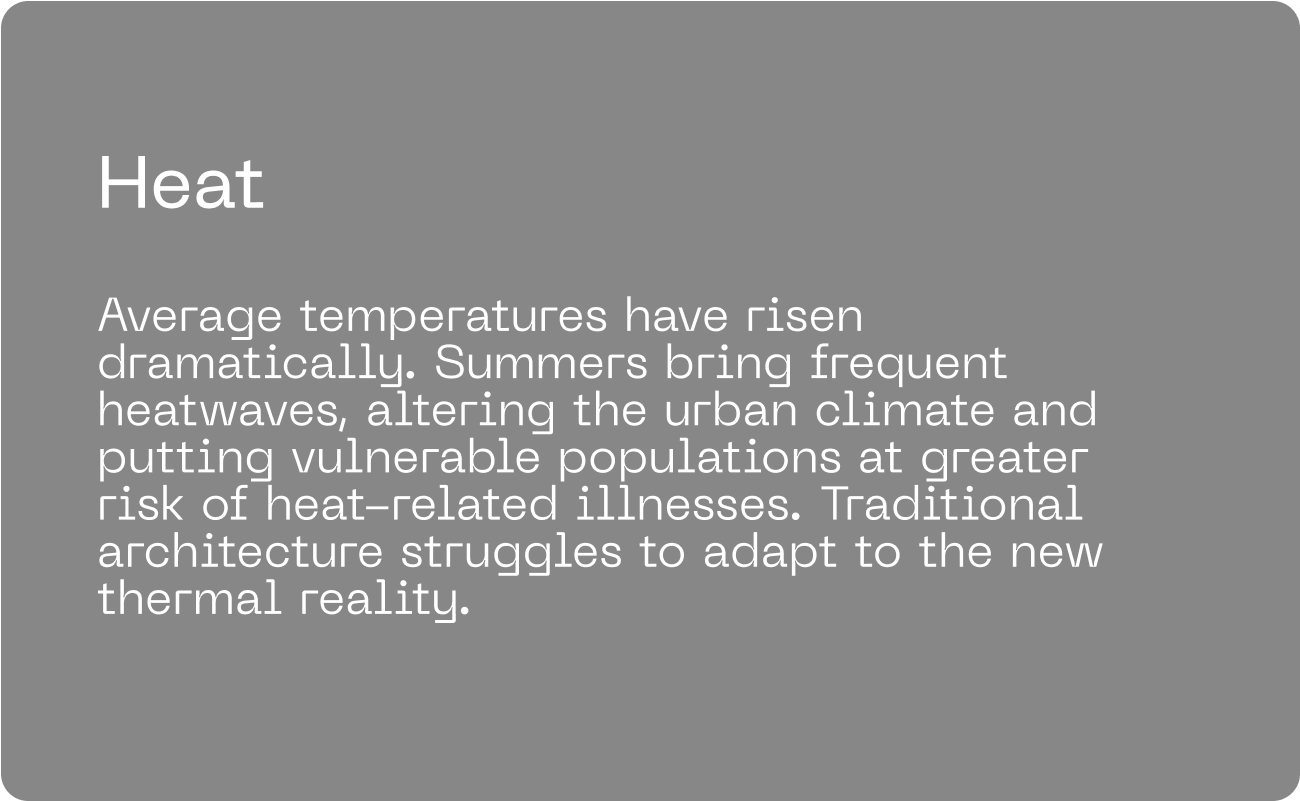 Heat
Average temperatures have risen
dramatically. Summers bring frequent
heatwaves, altering the urban climate and
putting vulnerable populations at greater
risk of heat–related illnesses. Traditional
architecture struggles to adapt to the new
thermal reality.